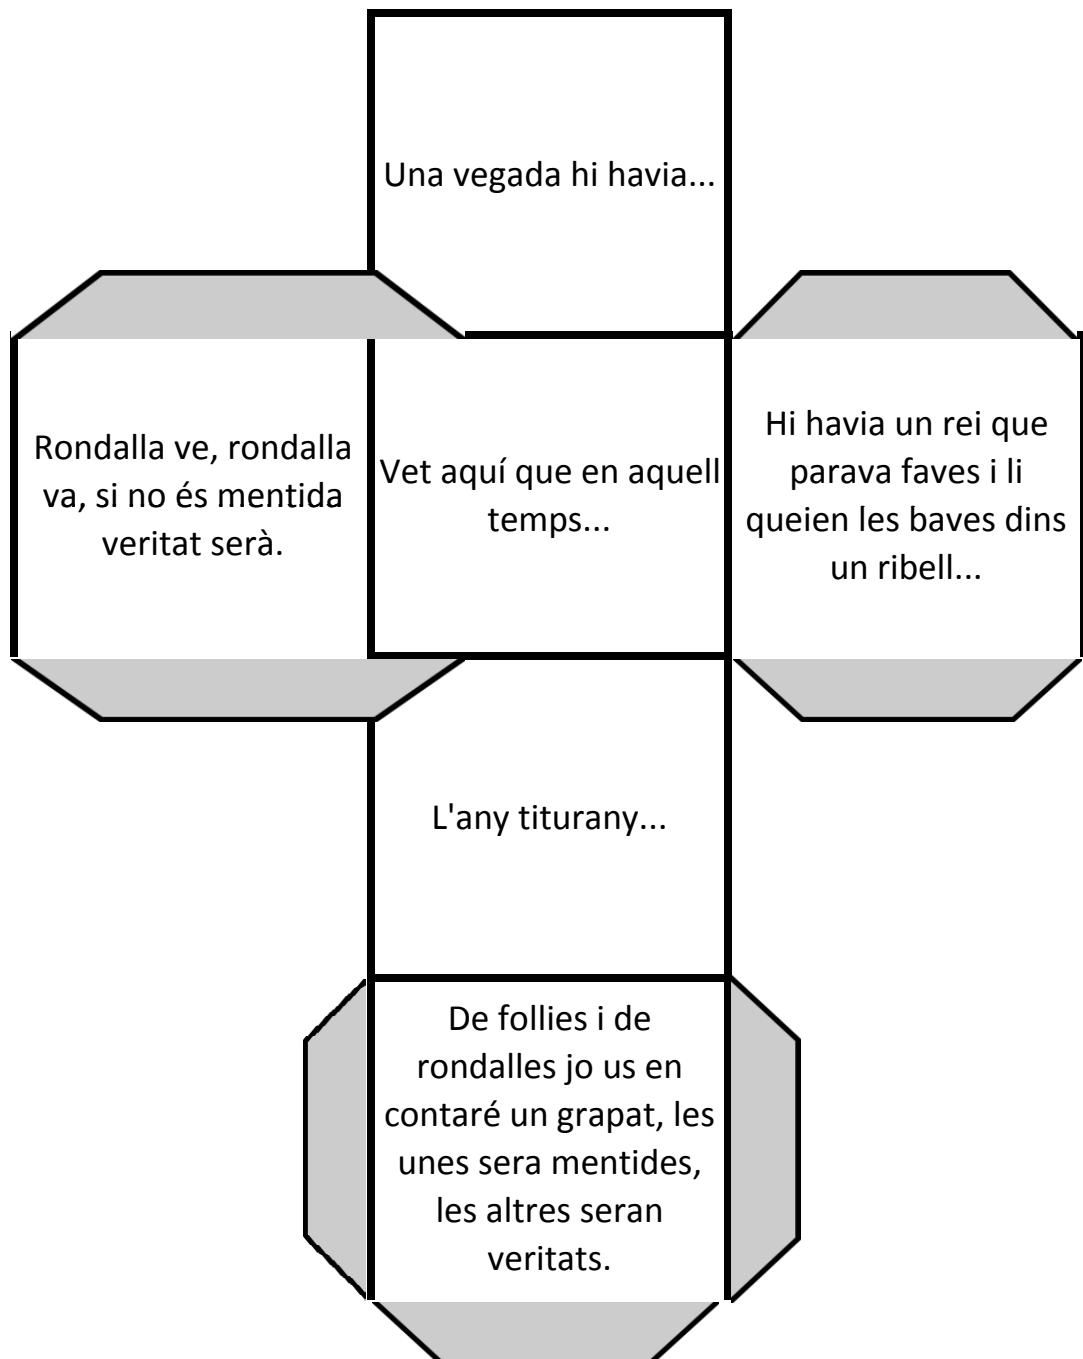 Una vegada hi havia...
Rondalla ve, rondalla
va, si no és mentida
veritat serà.
Vet aquí que en aquell
temps...
Hi havia un rei que
parava faves i li
queien les baves dins
un ribell...
L'any titurany...
De follies i de
rondalles jo us en
contaré un grapat, les
unes sera mentides,
les altres seran
veritats.